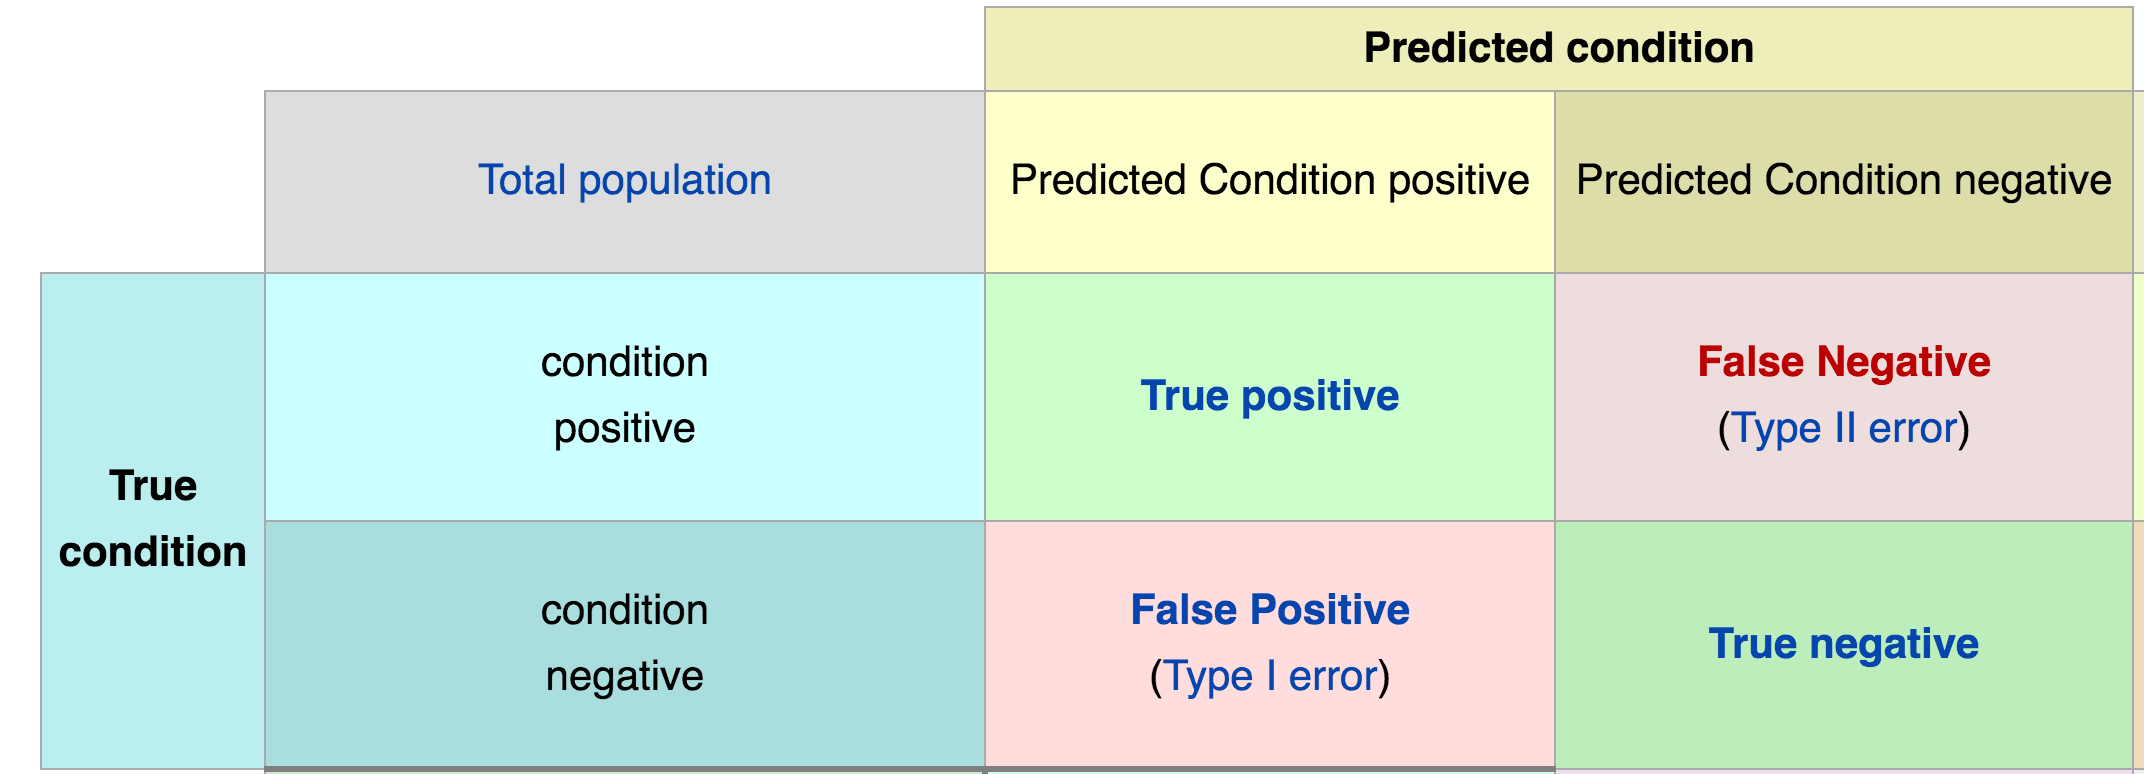 Predicted condition
Total population
Predicted Condition positive
Predicted Condition negative
True
condition
condition
positive
True positive
False Negative
(Type II error)
condition
negative
False Positive
(Type I error)
True negative